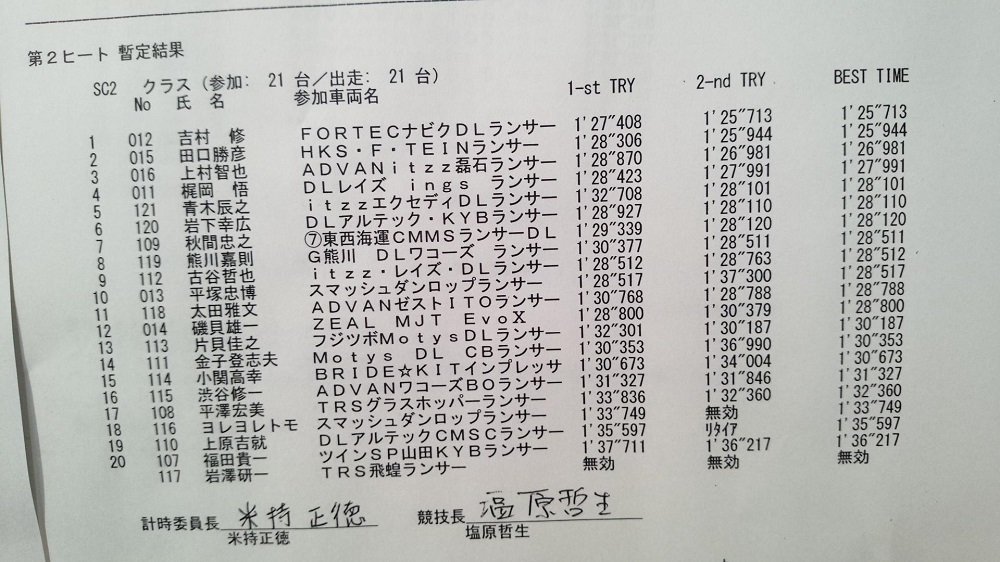 第2ヒート 暫定結果
SC2 クラス (参加: 21 台/出走: 21 台)
No 氏 名 参加車両名 1-st TRY 2-nd TRY BEST TIME
1 012 吉村 修 FORTECナビクDLランサー 1'27"408 1'25"713 1'25"713
2 015 田口勝彦 HKS・F・TEINランサー 1'28"306 1'25"944 1'25"944
3 016 上村智也 ADVANitzz磊石ランサー 1'28"870 1'26"981 1'26"981
4 011 梶岡 悟 DLレイズ ings ランサー 1'28"423 1'27"991 1'27"991
5 121 青木辰之 itzzエクセディDLランサー 1'32"708 1'28"101 1'28"101
6 120 岩下幸広 DLアルテック・KYBランサー 1'28"927 1'28"110 1'28"110
7 109 秋間忠之 ⑦東西海運CMMSランサーDL 1'29"339 1'28"120 1'28"120
8 119 熊川嘉則 G熊川 DLワコーズ ランサー 1'30"377 1'28"511 1'28"511
9 112 古谷哲也 itzz・レイズ・DLランサー 1'28"512 1'28"763 1'28"512
10 013 平塚忠博 スマッシュダンロップランサー 1'28"517 1'37"300 1'28"517
11 118 太田雅文 ADVANゼストITOランサー 1'30"768 1'28"788 1'28"788
12 014 磯貝雄一 ZEAL MJT EvoX 1'28"800 1'30"379 1'28"800
13 113 片貝佳之 フジツボMotysDLランサー 1'32"301 1'30"187 1'30"187
14 111 金子登志夫 Motys DL CBランサー 1'30"353 1'36"990 1'30"353
15 114 小関高幸 BRIDE☆KITインプレッサ 1'30"673 1'34"004 1'30"673
16 115 渋谷修一 ADVANワコーズBOランサー 1'31"327 1'31"846 1'31"327
17 108 平澤宏美 TRSグラスホッパーランサー 1'33"836 1'32"360 1'32"360
18 116 ヨレヨレトモ スマッシュダンロップランサー 1'33"749 無効 1'33"749
19 110 上原吉就 DLアルテックCMSCランサー 1'35"597 ﾘﾀｲｱ 1'35"597
20 107 福田貴一 ツインSP山田KYBランサー 1'37"711 1'36"217 1'36"217
117 岩澤研一 TRS飛蝗ランサー 無効 無効 無効
計時委員長 米持正徳 競技長 塩原哲生
米持正徳 塩原哲生